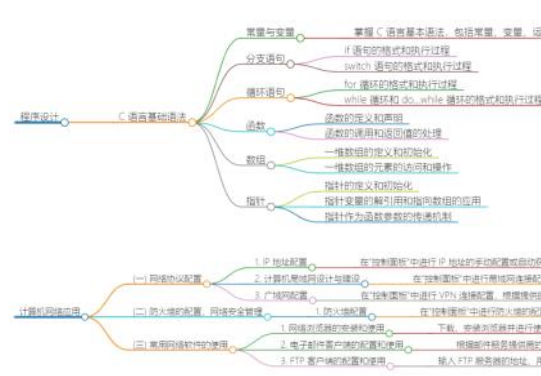 常量与变量
掌握 C 语言基本语法，包括常量、变量、运
if 语句的格式和执行过程
分支语句
switch 语句的格式和执行过程
for 循环的格式和执行过程
循环语句
while 循环和 do...while 循环的格式和执行过程
程序设计
C 语言基础语法
函数的定义和声明
函数
函数的调用和返回值的处理
一维数组的定义和初始化
数组
一维数组的元素的访问和操作
指针的定义和初始化
指针
指针变量的解引用和指向数组的应用
指针作为函数参数的传递机制
1. IP 地址配置
在"控制面板"中进行 IP 地址的手动配置或自动获
(一) 网络协议配置
2. 计算机局域网设计与建设
在"控制面板"中进行局域网连接配
3. 广域网配置
在"控制面板"中进行 VPN 连接配置，根据提供的
计算机网络应用
(二) 防火墙的配置、网络安全管理
1. 防火墙配置
在"控制面板"中进行防火墙的配
1. 网络浏览器的安装和使用
下载、安装浏览器并进行使
(三) 常用网络软件的使用
2. 电子邮件客户端的配置和使用
根据邮件服务提供商的
3. FTP 客户端的配置和使用
输入 FTP 服务器的地址、用